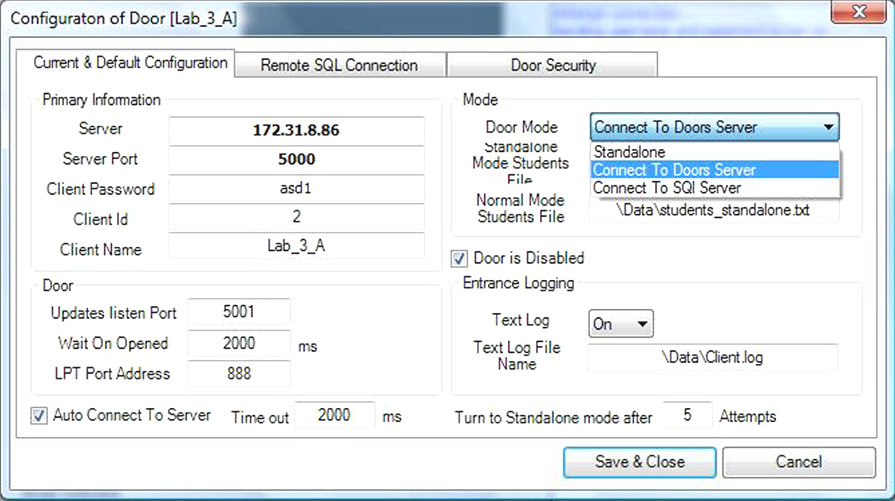 Configuraton of Door [Lab_3_A]
Current & Default Configuration
Remote SQL Connection
Door Security
Primary Information
Server 172.31.8.86
Server Port 5000
Client Password asd1
Client Id 2
Client Name Lab_3_A
Mode
Door Mode Connect To Doors Server
Standalone
Connect To Doors Server
Connect To SQl Server
Standalone
Mode Students
File
Normal Mode
Students File
\Data\students_standalone.txt
Door is Disabled
Door
Updates listen Port 5001
Wait On Opened 2000 ms
LPT Port Address 888
Entrance Logging
Text Log On
Text Log File
Name
\Data\Client.log
Auto Connect To Server Time out 2000 ms
Turn to Standalone mode after 5 Attempts
Save & Close
Cancel